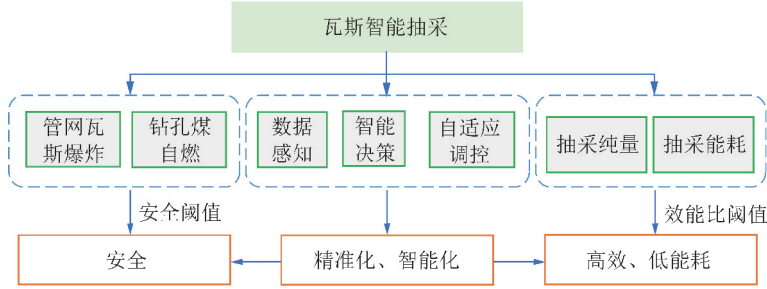 瓦斯智能抽采
管网瓦
斯爆炸
钻孔煤
自燃
数据
感知
智能
决策
自适应
调控
抽采纯量
抽采能耗
安全阈值
效能比阈值
安全
精准化、智能化
高效、低能耗